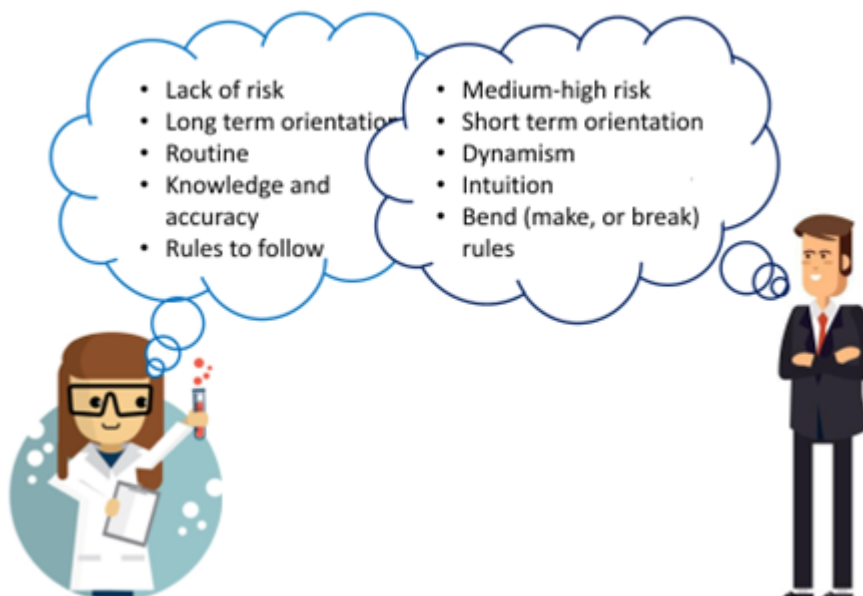 • Lack of risk
• Long term orientation
• Routine
• Knowledge and
accuracy
• Rules to follow
• Medium-high risk
• Short term orientation
• Dynamism
• Intuition
• Bend (make, or break)
rules